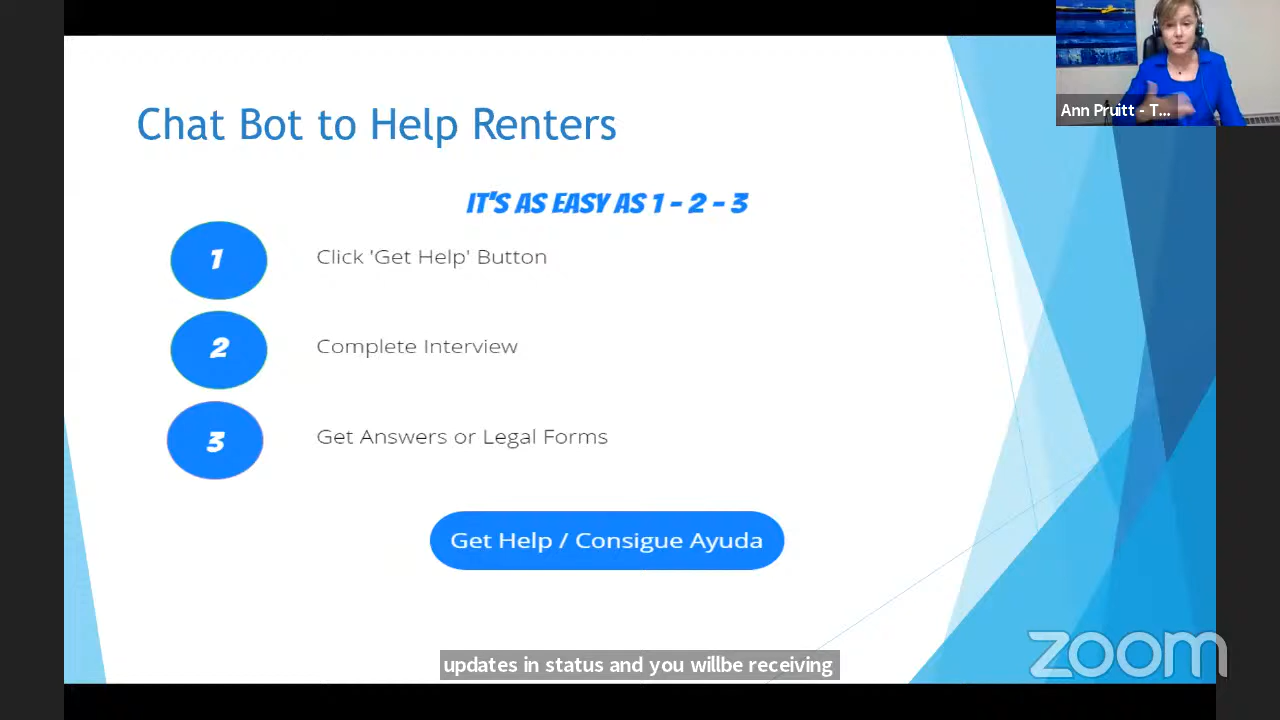 Ann Pruitt - T...
Chat Bot to Help Renters
IT'S AS EASY AS 1 - 2 - 3
1
Click 'Get Help' Button
2
Complete Interview
3
Get Answers or Legal Forms
Get Help / Consigue Ayuda
updates in status and you willbe receiving
zoom